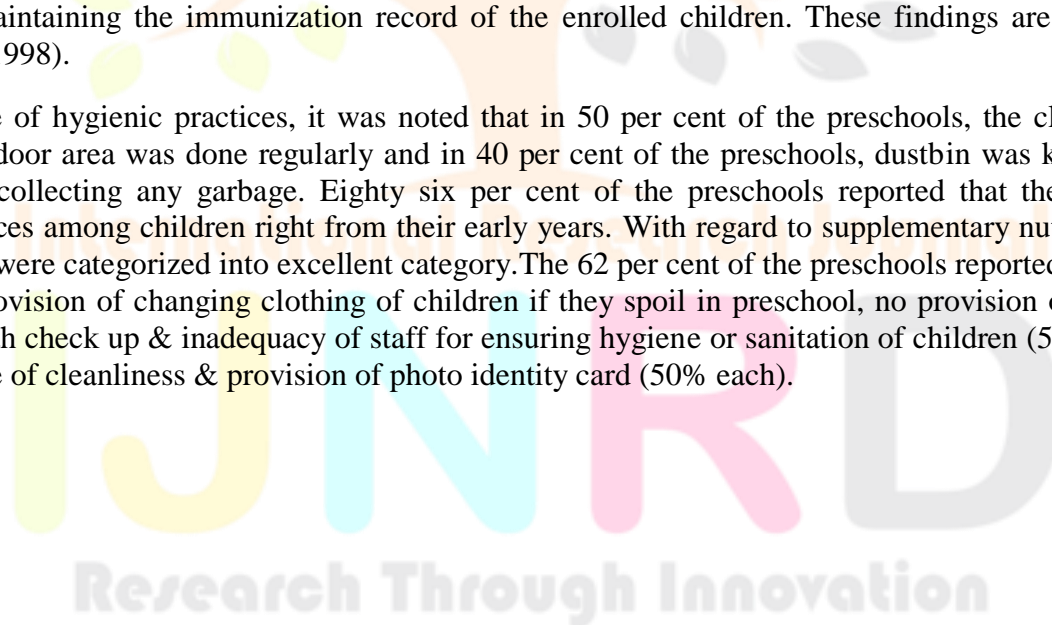 aintaining the immunization record of the enrolled children. These findings are
998).
e of hygienic practices, it was noted that in 50 per cent of the preschools, the cl
door area was done regularly and in 40 per cent of the preschools, dustbin was k
collecting any garbage. Eighty six per cent of the preschools reported that the
ces among children right from their early years. With regard to supplementary nu
were categorized into excellent category.The 62 per cent of the preschools reported
ovision of changing clothing of children if they spoil in preschool, no provision
h check up & inadequacy of staff for ensuring hygiene or sanitation of children (5
e of cleanliness & provision of photo identity card (50% each).
International Research Journal
IJNRD
Research Through Innovation